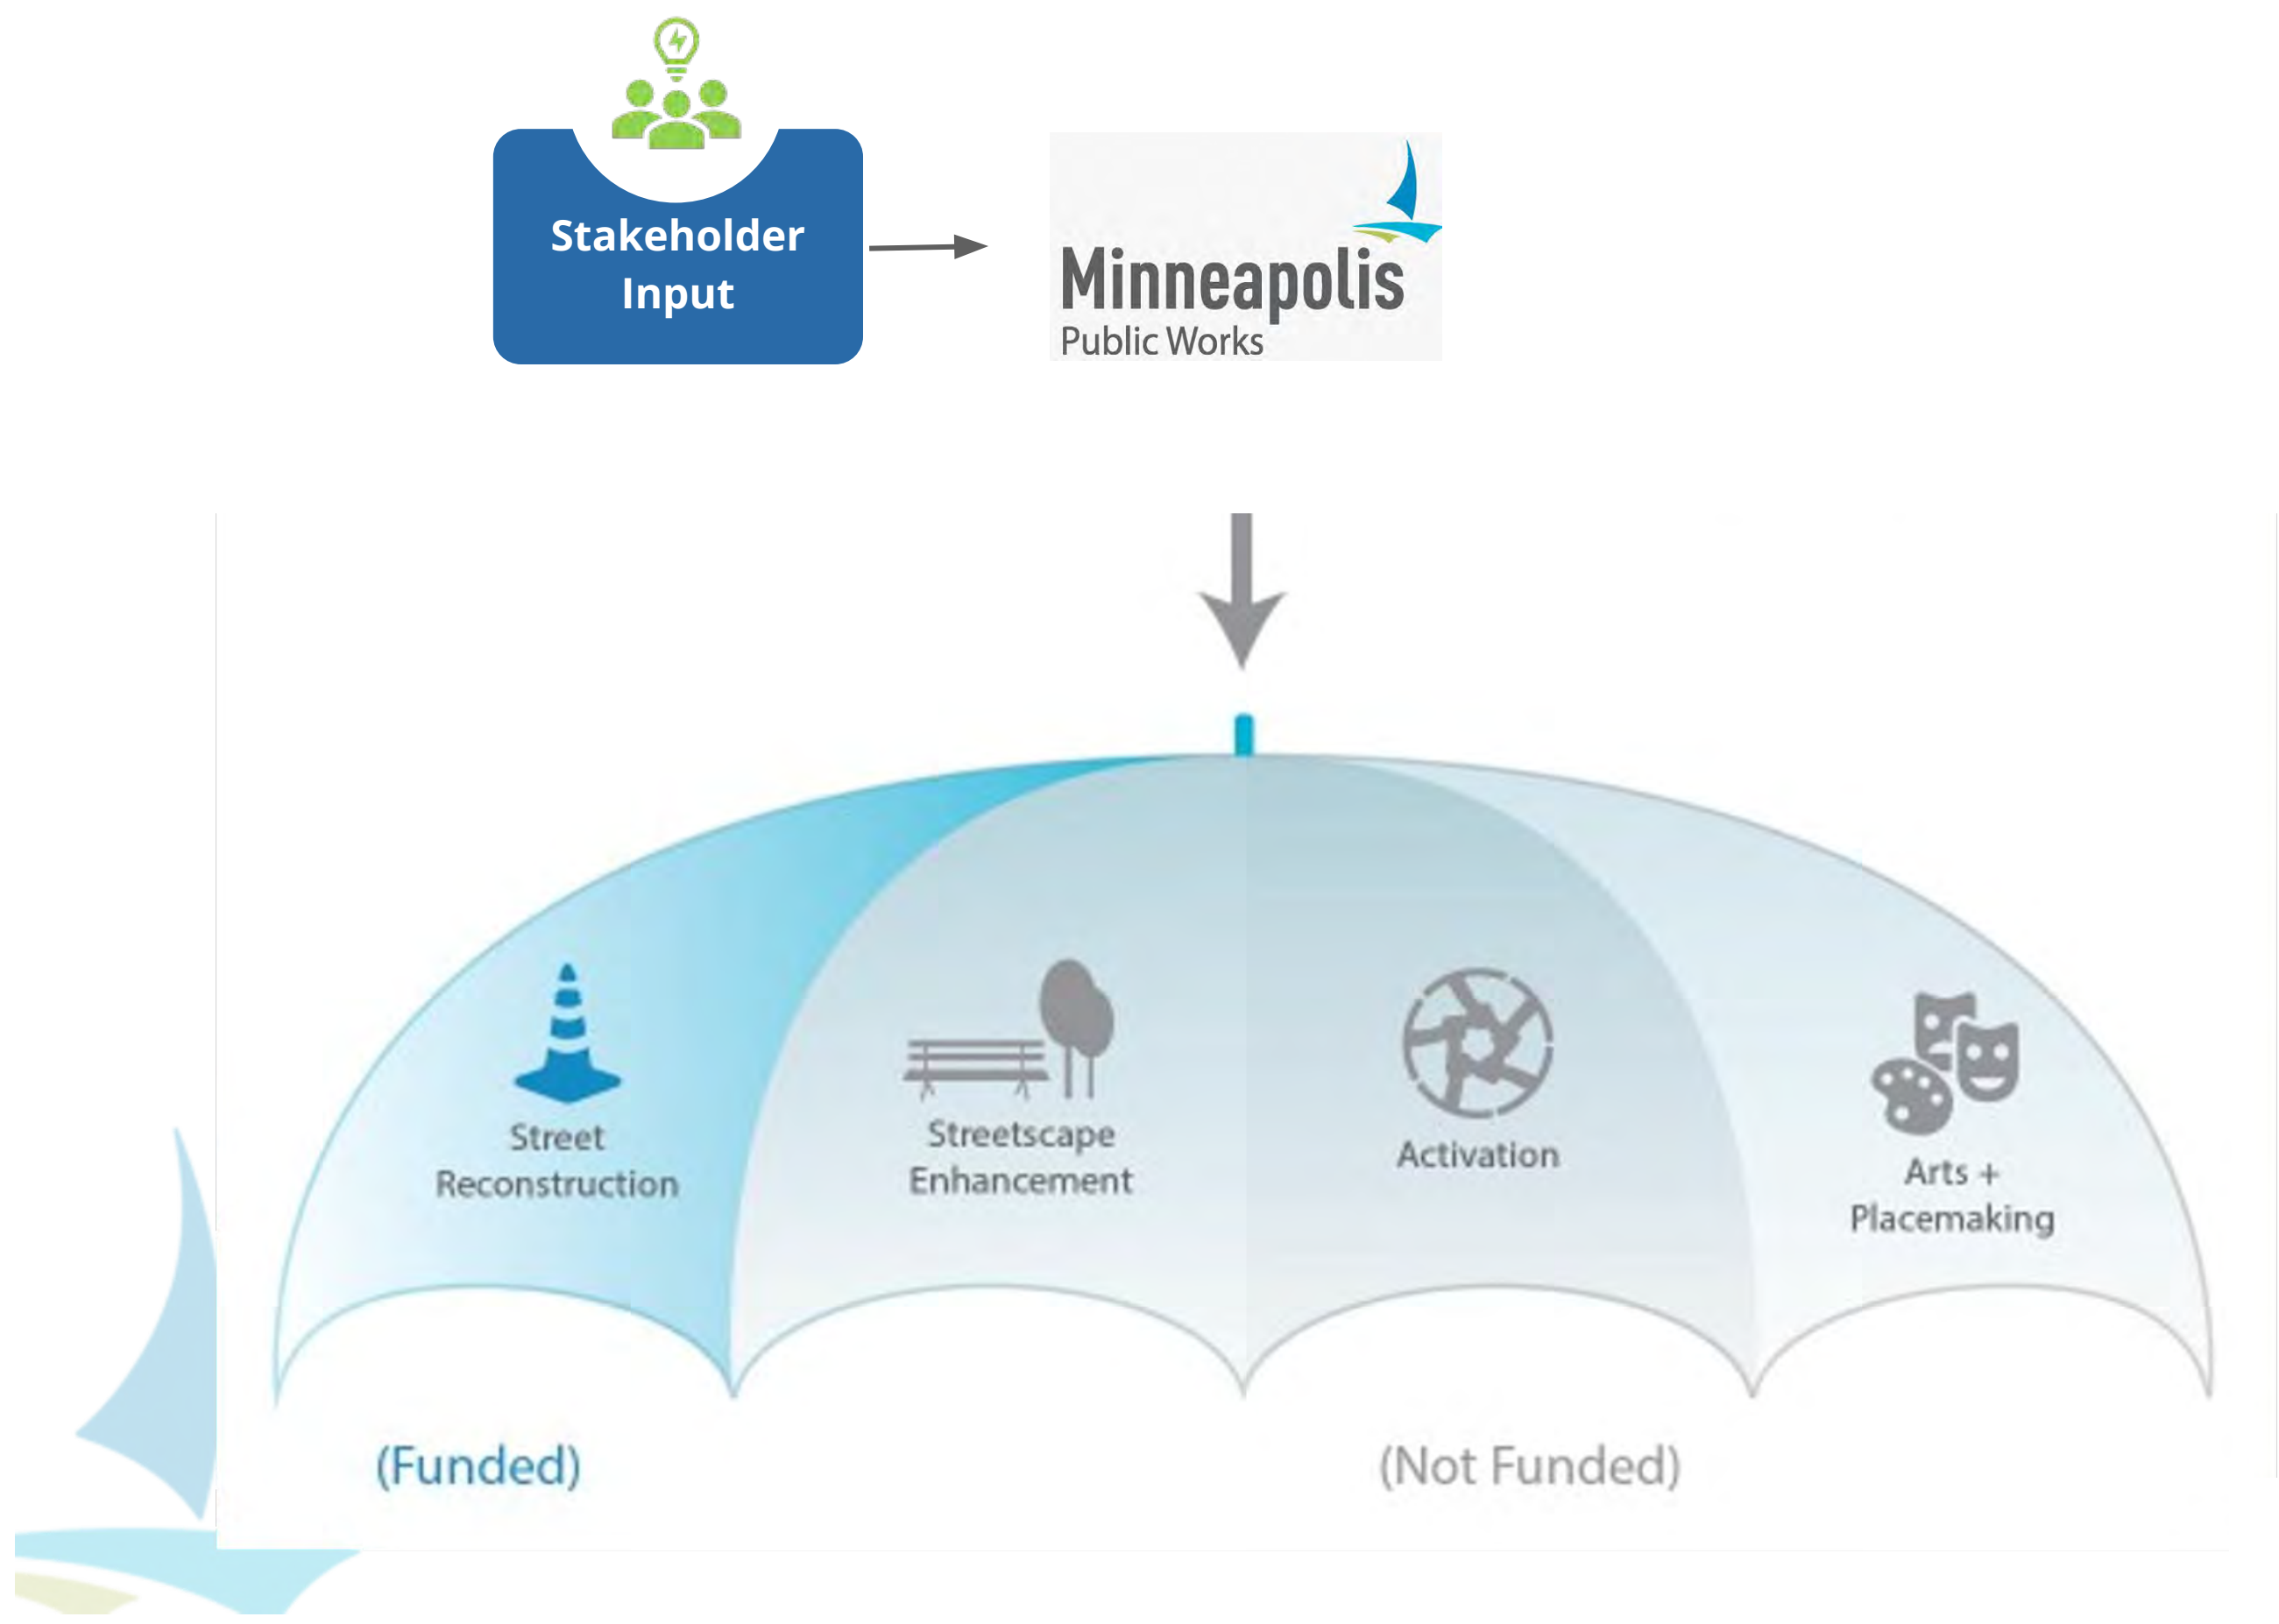 Stakeholder
Input
Minneapolis
Public Works
Street
Reconstruction
Streetscape
Enhancement
Activation
Arts +
Placemaking
(Funded)
(Not Funded)